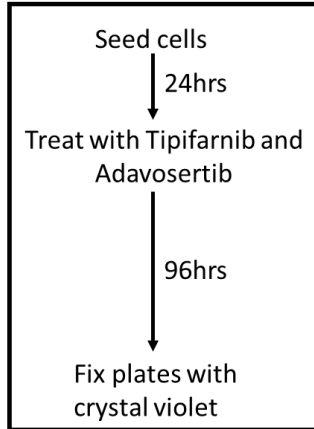 Seed cells
24hrs
Treat with Tipifarnib and
Adavosertib
96hrs
Fix plates with
crystal violet